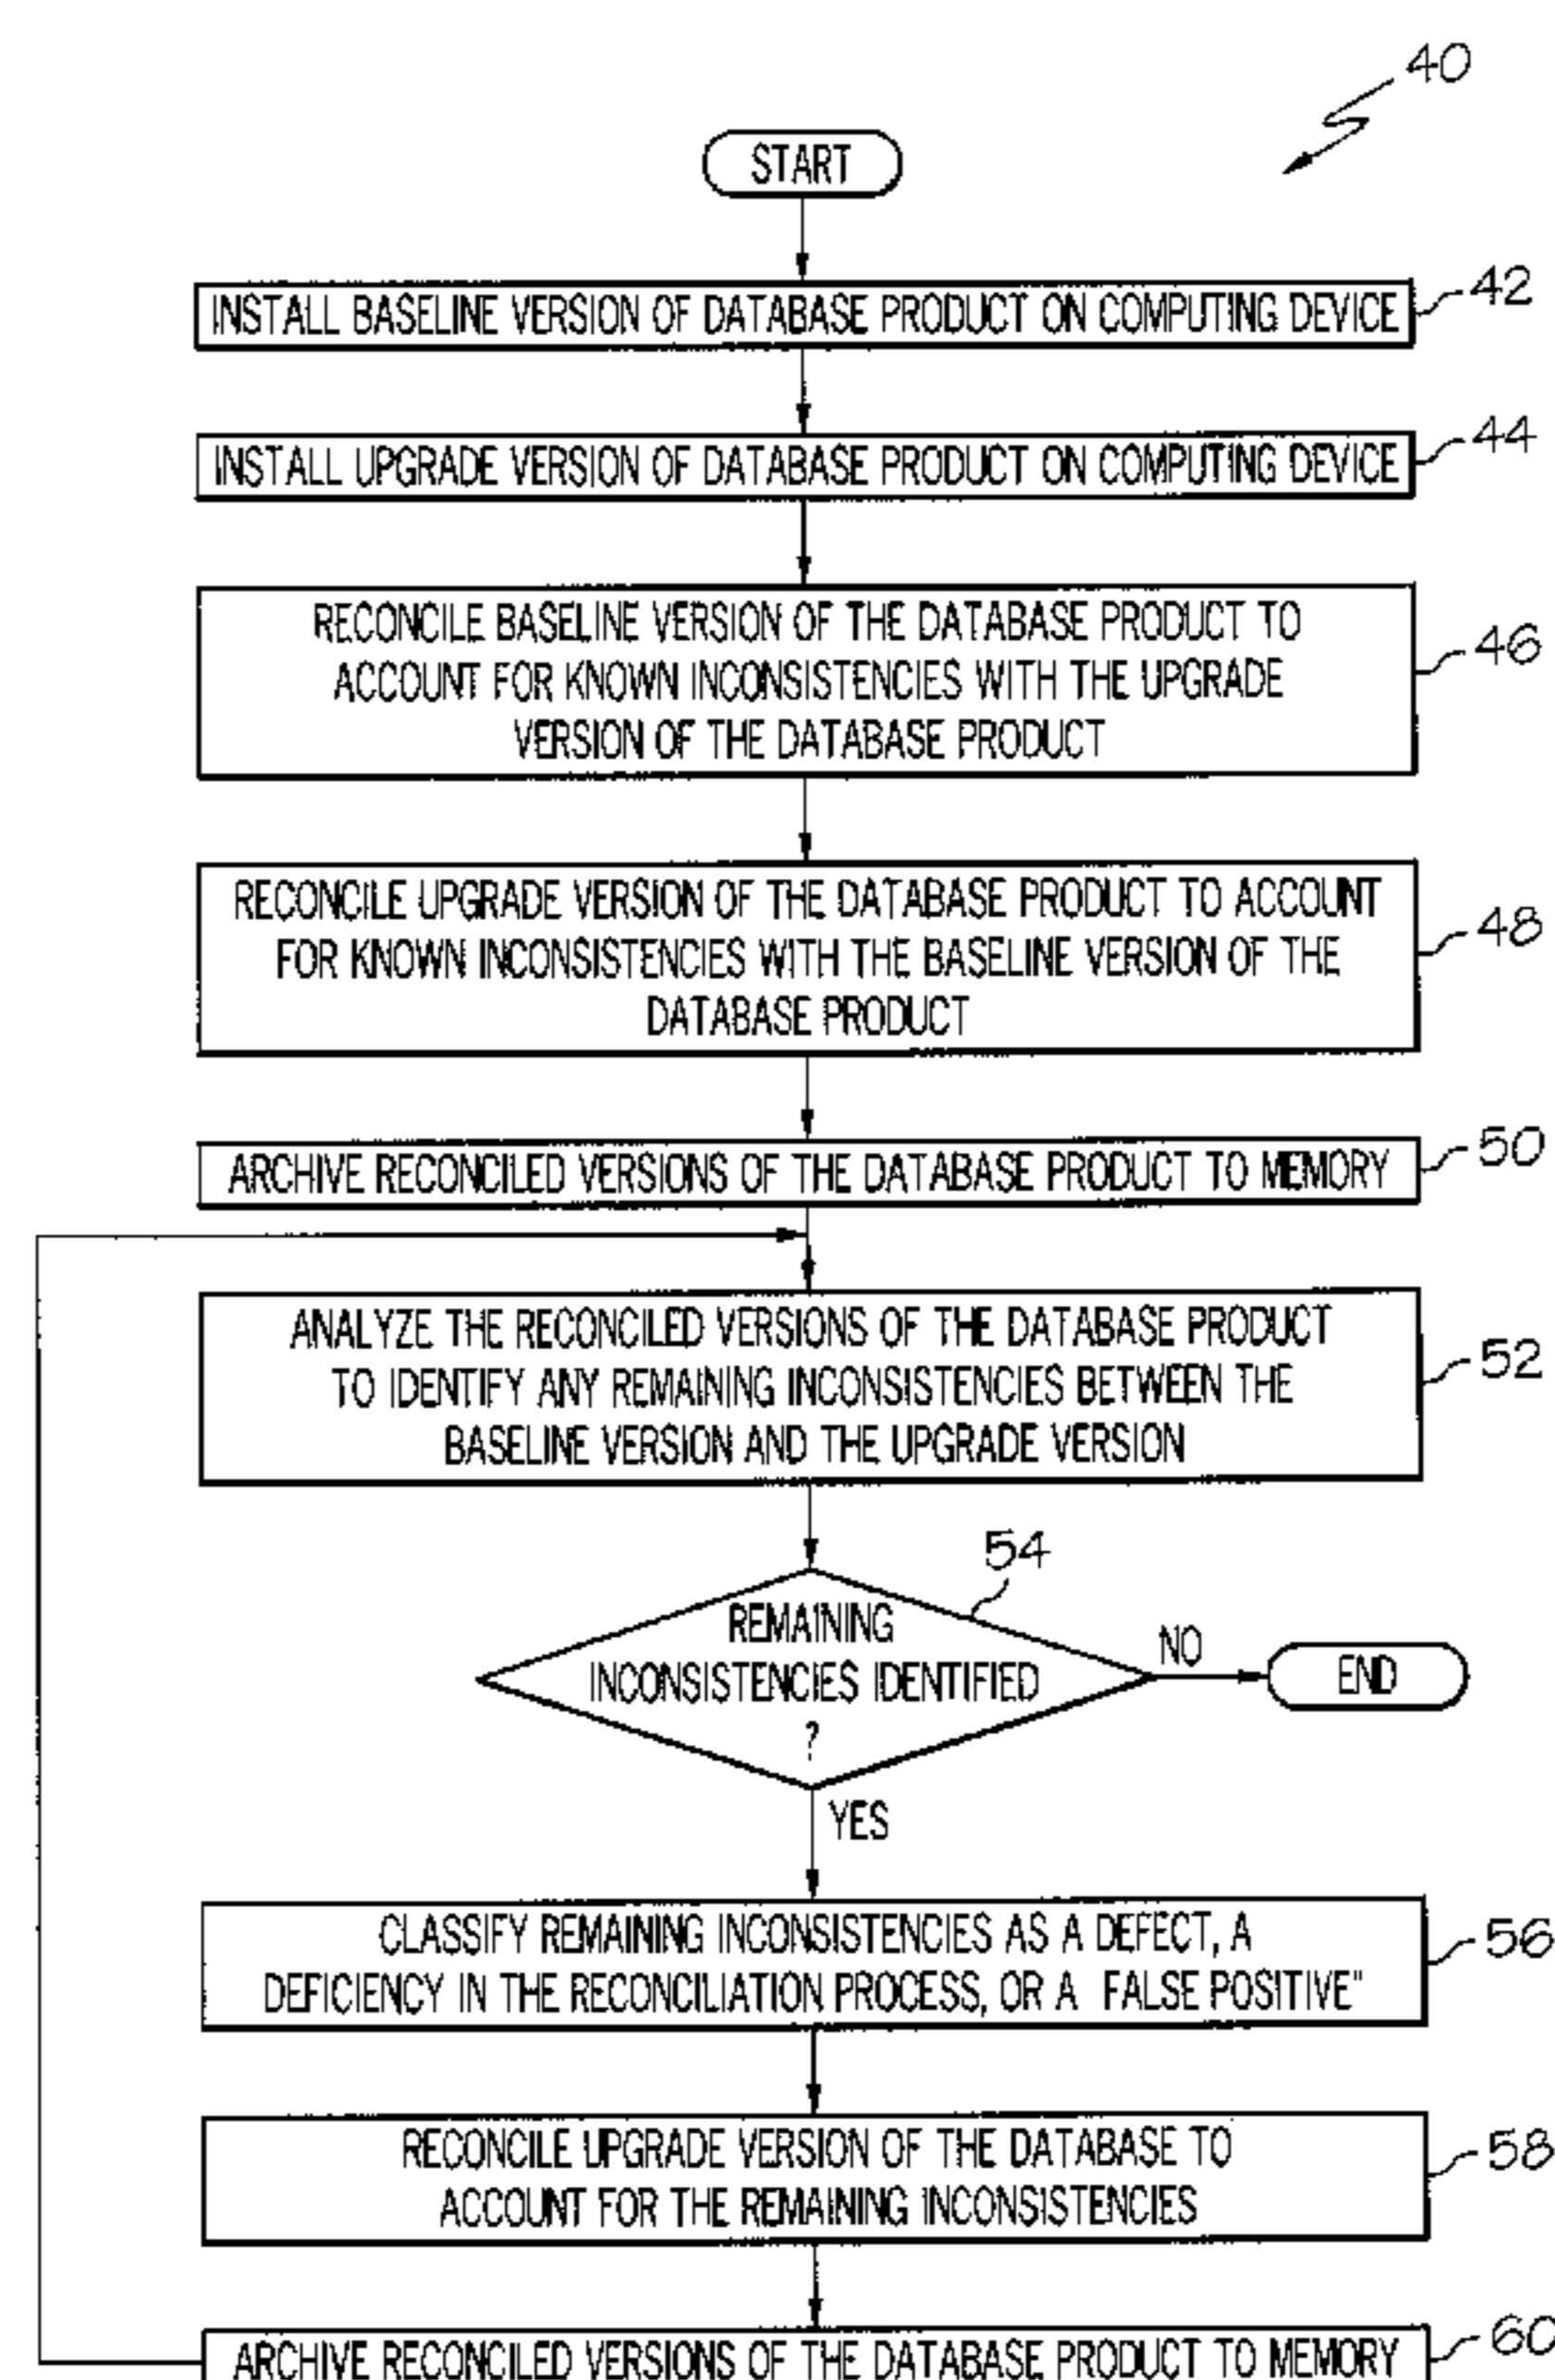 40
START
INSTALL BASELINE VERSION OF DATABASE PRODUCT ON COMPUTING DEVICE
42
INSTALL UPGRADE VERSION OF DATABASE PRODUCT ON COMPUTING DEVICE
44
RECONCILE BASELINE VERSION OF THE DATABASE PRODUCT TO
ACCOUNT FOR KNOWN INCONSISTENCIES WITH THE UPGRADE
VERSION OF THE DATABASE PRODUCT
46
RECONCILE UPGRADE VERSION OF THE DATABASE PRODUCT TO ACCOUNT
FOR KNOWN INCONSISTENCIES WITH THE BASELINE VERSION OF THE
DATABASE PRODUCT
48
ARCHIVE RECONCILED VERSIONS OF THE DATABASE PRODUCT TO MEMORY
50
ANALYZE THE RECONCILED VERSIONS OF THE DATABASE PRODUCT
TO IDENTIFY ANY REMAINING INCONSISTENCIES BETWEEN THE
BASELINE VERSION AND THE UPGRADE VERSION
52
54
REMAINING
INCONSISTENCIES IDENTIFIED
?
NO
END
YES
CLASSIFY REMAINING INCONSISTENCIES AS A DEFECT, A
DEFICIENCY IN THE RECONCILIATION PROCESS, OR A FALSE POSITIVE"
56
RECONCILE UPGRADE VERSION OF THE DATABASE TO
ACCOUNT FOR THE REMAINING INCONSISTENCIES
58
ARCHIVE RECONCILED VERSIONS OF THE DATABASE PRODUCT TO MEMORY
60